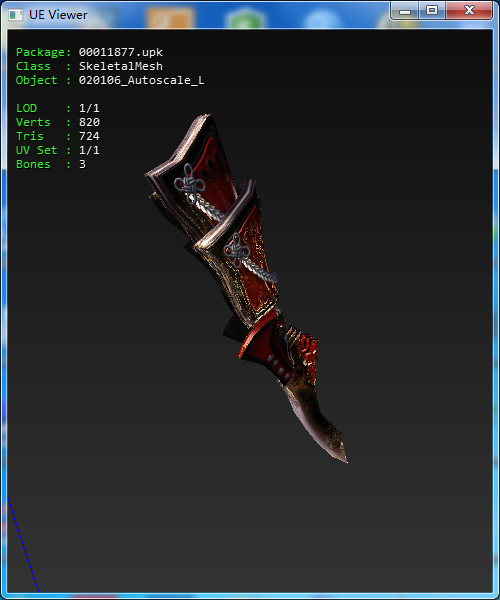 UE Viewer
Package: 00011877.upk
Class : SkeletalMesh
Object : 020106_Autoscale_L
LOD : 1/1
Verts : 820
Tris : 724
UV Set : 1/1
Bones : 3